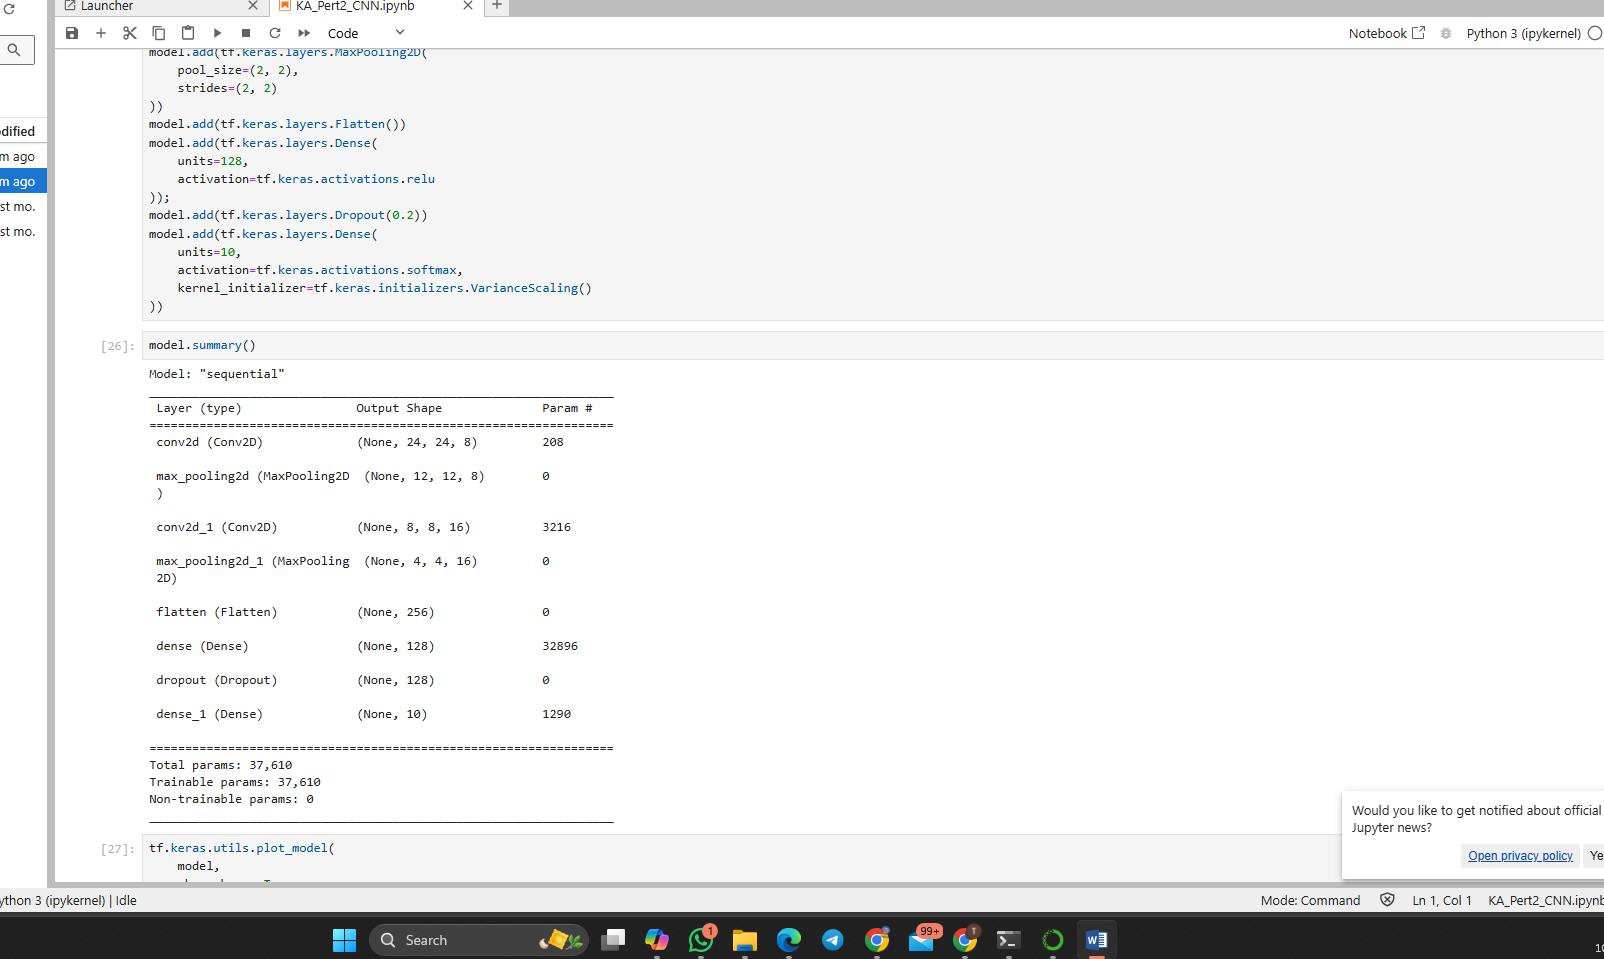 Launcher
KA_Pert2_CNN.ipynb
Code
Notebook
Python 3 (ipykernel)
odified
m ago
m ago
st mo.
st mo.
model.add(tf.keras.layers.MaxPooling2D(
pool_size=(2, 2),
strides=(2, 2)
))
model.add(tf.keras.layers.Flatten())
model.add(tf.keras.layers.Dense(
units=128,
activation=tf.keras.activations.relu
));
model.add(tf.keras.layers.Dropout(0.2))
model.add(tf.keras.layers.Dense(
units=10,
activation=tf.keras.activations.softmax,
kernel_initializer=tf.keras.initializers.VarianceScaling()
))
[26]: model.summary()
Model: "sequential"
Layer (type) Output Shape Param #
=================================================================
conv2d (Conv2D) (None, 24, 24, 8) 208
max_pooling2d (MaxPooling2D (None, 12, 12, 8) 0
)
conv2d_1 (Conv2D) (None, 8, 8, 16) 3216
max_pooling2d_1 (MaxPooling (None, 4, 4, 16) 0
2D)
flatten (Flatten) (None, 256) 0
dense (Dense) (None, 128) 32896
dropout (Dropout) (None, 128) 0
dense_1 (Dense) (None, 10) 1290
=================================================================
Total params: 37,610
Trainable params: 37,610
Non-trainable params: 0
[27]: tf.keras.utils.plot_model(
model,
Would you like to get notified about official
Jupyter news?
Open privacy policy
Ye
ython 3 (ipykernel) | Idle
Mode: Command
Ln 1, Col 1
KA_Pert2_CNN.ipynb
Search
1
99+
T
10